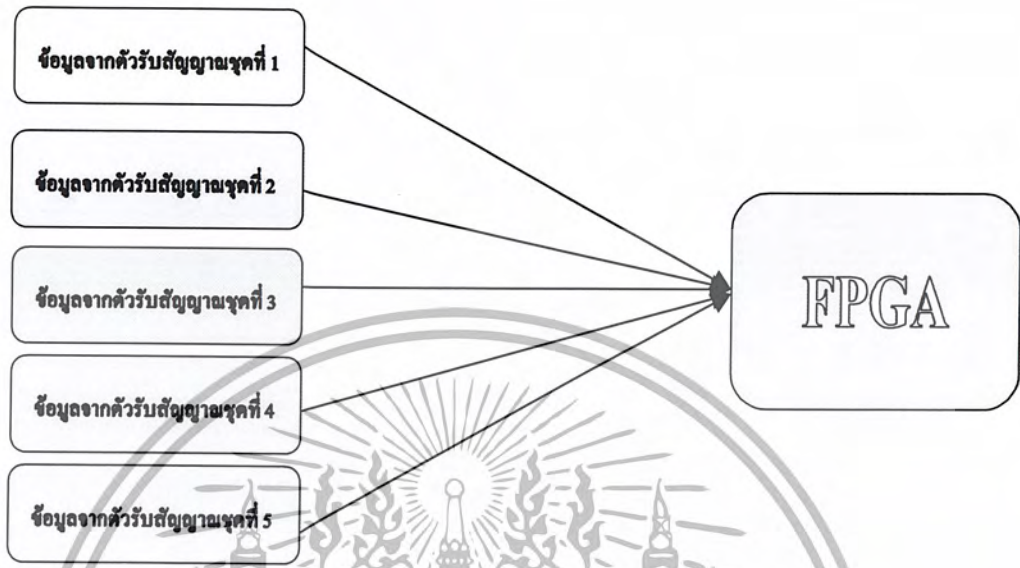 ข้อมูลจากตัวรับสัญญาณชุดที่ 1
ข้อมูลจากตัวรับสัญญาณชุดที่ 2
ข้อมูลจากตัวรับสัญญาณชุดที่ 3
ข้อมูลจากตัวรับสัญญาณชุดที่ 4
ข้อมูลจากตัวรับสัญญาณชุดที่ 5
FPGA